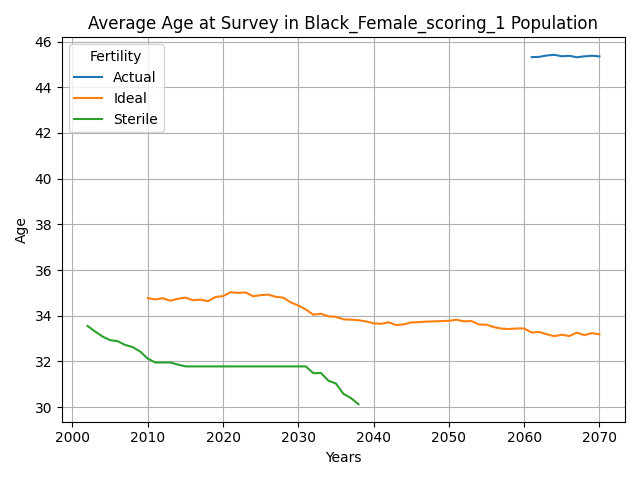 Average Age at Survey in Black_Female_scoring_1 Population
Fertility
Actual
Ideal
Sterile
46
44
42
40
38
36
34
32
30
Age
2000 2010 2020 2030 2040 2050 2060 2070
Years